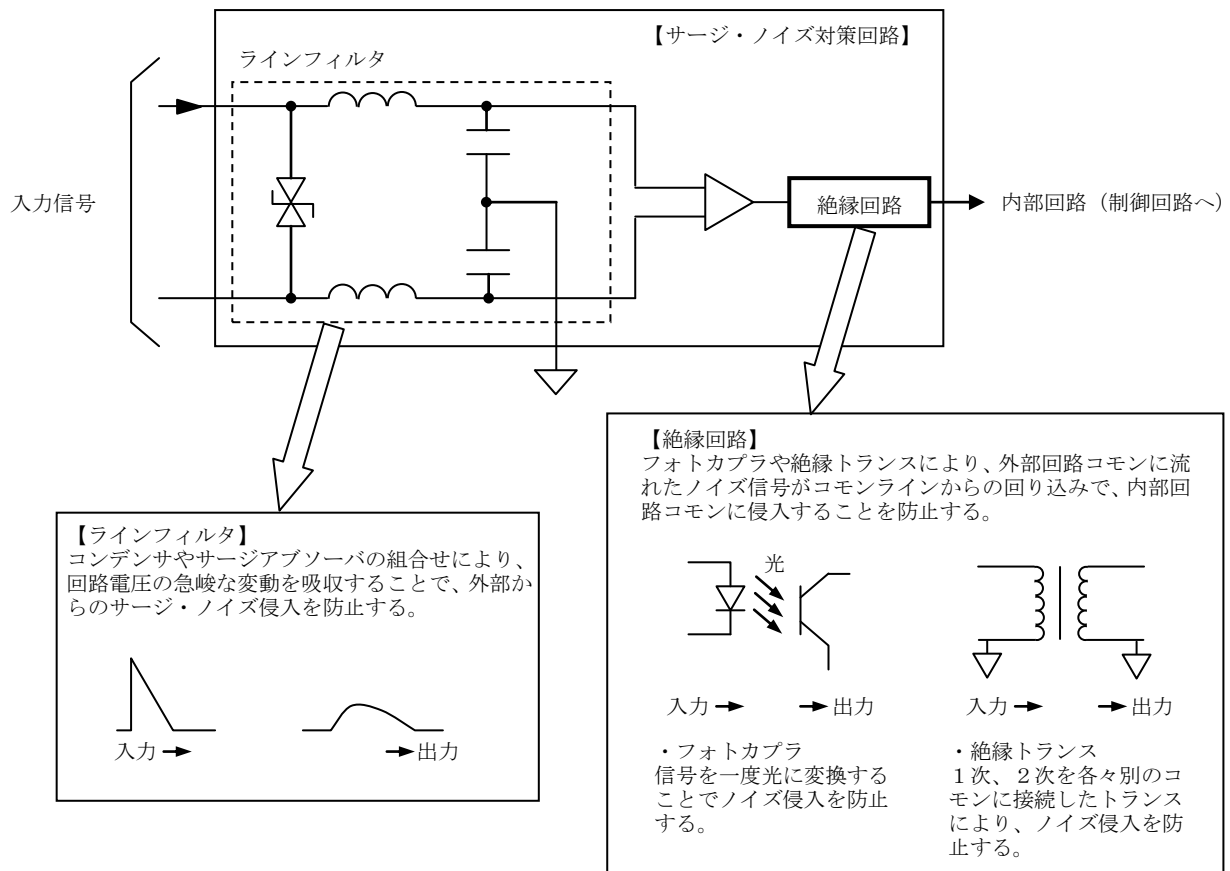 【サージ・ノイズ対策回路】
ラインフィルタ
入力信号
絶縁回路
内部回路（制御回路へ）
【ラインフィルタ】
コンデンサやサージアブソーバの組合せにより、
回路電圧の急峻な変動を吸収することで、外部か
らのサージ・ノイズ侵入を防止する。
入力
出力
【絶縁回路】
フォトカプラや絶縁トランスにより、外部回路コモンに流
れたノイズ信号がコモンラインからの回り込みで、内部回
路コモンに侵入することを防止する。
光
入力
出力
入力
出力
・フォトカプラ
信号を一度光に変換する
ことでノイズ侵入を防止
する。
・絶縁トランス
１次、２次を各々別のコ
モンに接続したトランス
により、ノイズ侵入を防
止する。